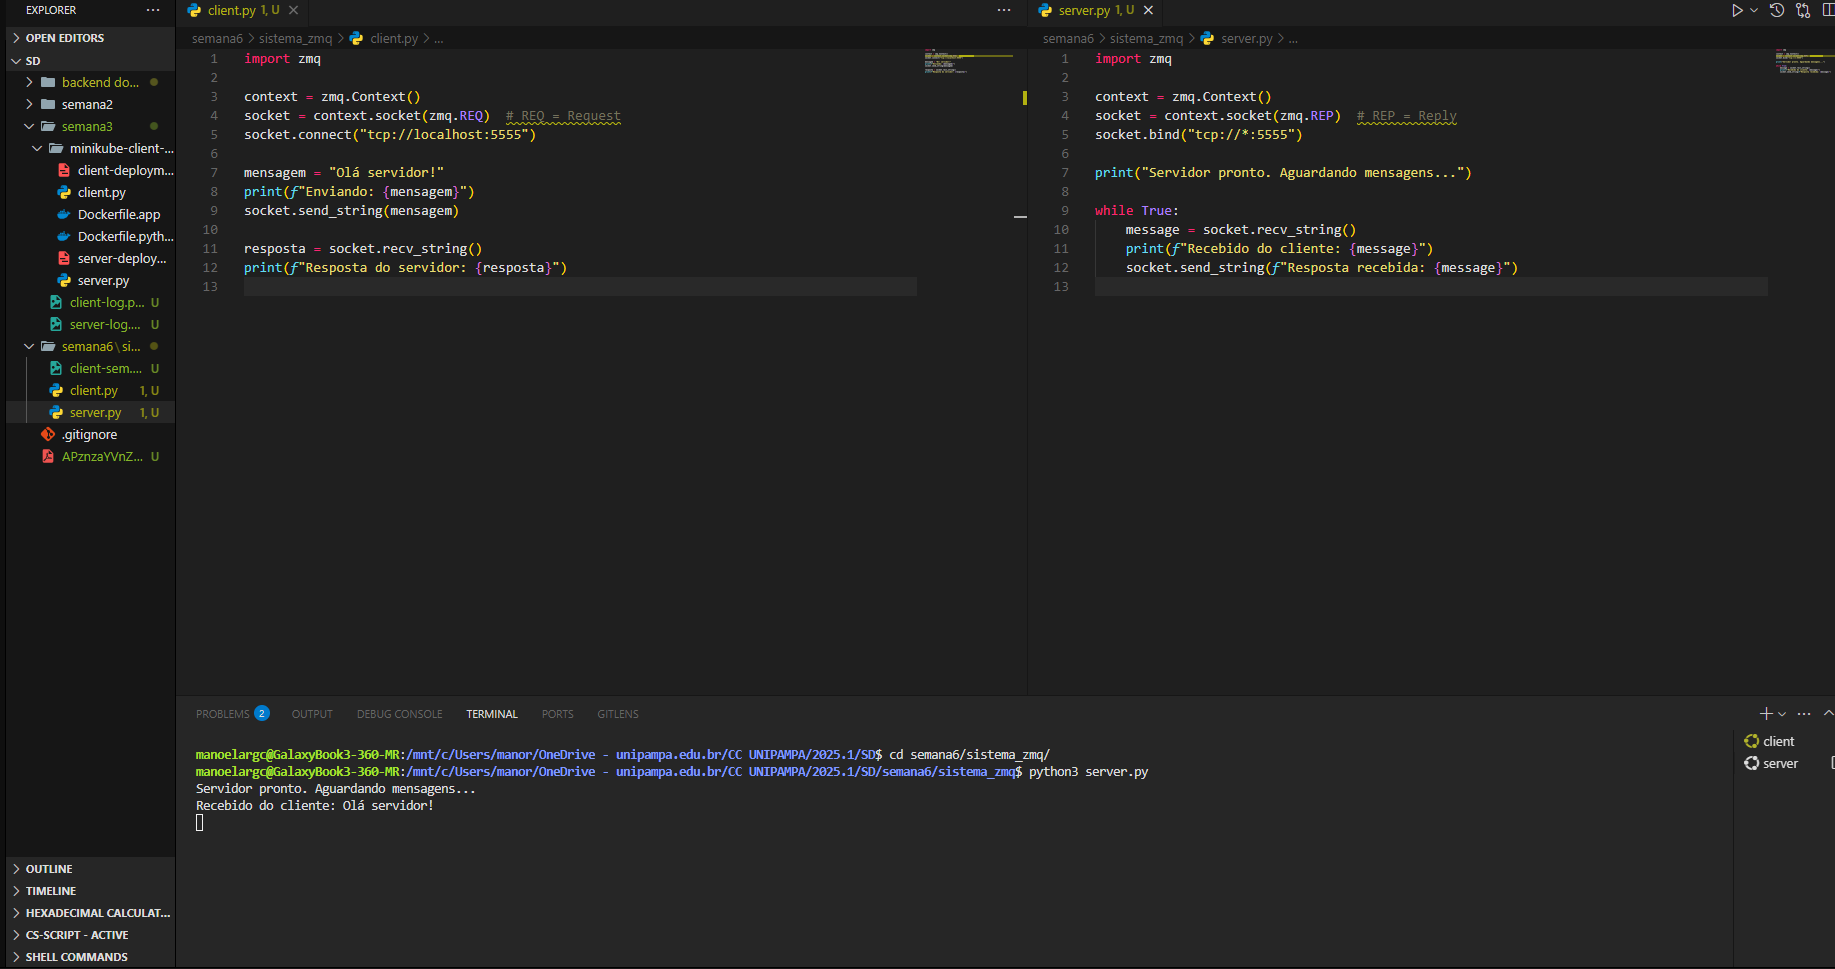 EXPLORER
OPEN EDITORS
SD
backend do...
semana2
semana3
minikube-client-...
client-deploym...
client.py
Dockerfile.app
Dockerfile.pyth...
server-deploy...
server.py
client-log.p... U
server-log.... U
semana6\si...
client-sem.... U
client.py 1, U
server.py 1, U
.gitignore
APznzaYVnZ... U
OUTLINE
TIMELINE
HEXADECIMAL CALCULAT...
CS-SCRIPT - ACTIVE
SHELL COMMANDS
client.py 1, U
semana6 > sistema_zmq > client.py > ...
1 import zmq
2
3 context = zmq.Context()
4 socket = context.socket(zmq.REQ)  # REQ = Request
5 socket.connect("tcp://localhost:5555")
6
7 mensagem = "Olá servidor!"
8 print(f"Enviando: {mensagem}")
9 socket.send_string(mensagem)
10
11 resposta = socket.recv_string()
12 print(f"Resposta do servidor: {resposta}")
13
server.py 1, U
semana6 > sistema_zmq > server.py > ...
1 import zmq
2
3 context = zmq.Context()
4 socket = context.socket(zmq.REP)  # REP = Reply
5 socket.bind("tcp://*:5555")
6
7 print("Servidor pronto. Aguardando mensagens...")
8
9 while True:
10     message = socket.recv_string()
11     print(f"Recebido do cliente: {message}")
12     socket.send_string(f"Resposta recebida: {message}")
13
PROBLEMS 2 OUTPUT DEBUG CONSOLE TERMINAL PORTS GITLENS
manoelargc@GalaxyBook3-360-MR:/mnt/c/Users/manor/OneDrive - unipampa.edu.br/CC UNIPAMPA/2025.1/SD$ cd semana6/sistema_zmq/
manoelargc@GalaxyBook3-360-MR:/mnt/c/Users/manor/OneDrive - unipampa.edu.br/CC UNIPAMPA/2025.1/SD/semana6/sistema_zmq$ python3 server.py
Servidor pronto. Aguardando mensagens...
Recebido do cliente: Olá servidor!
client
server